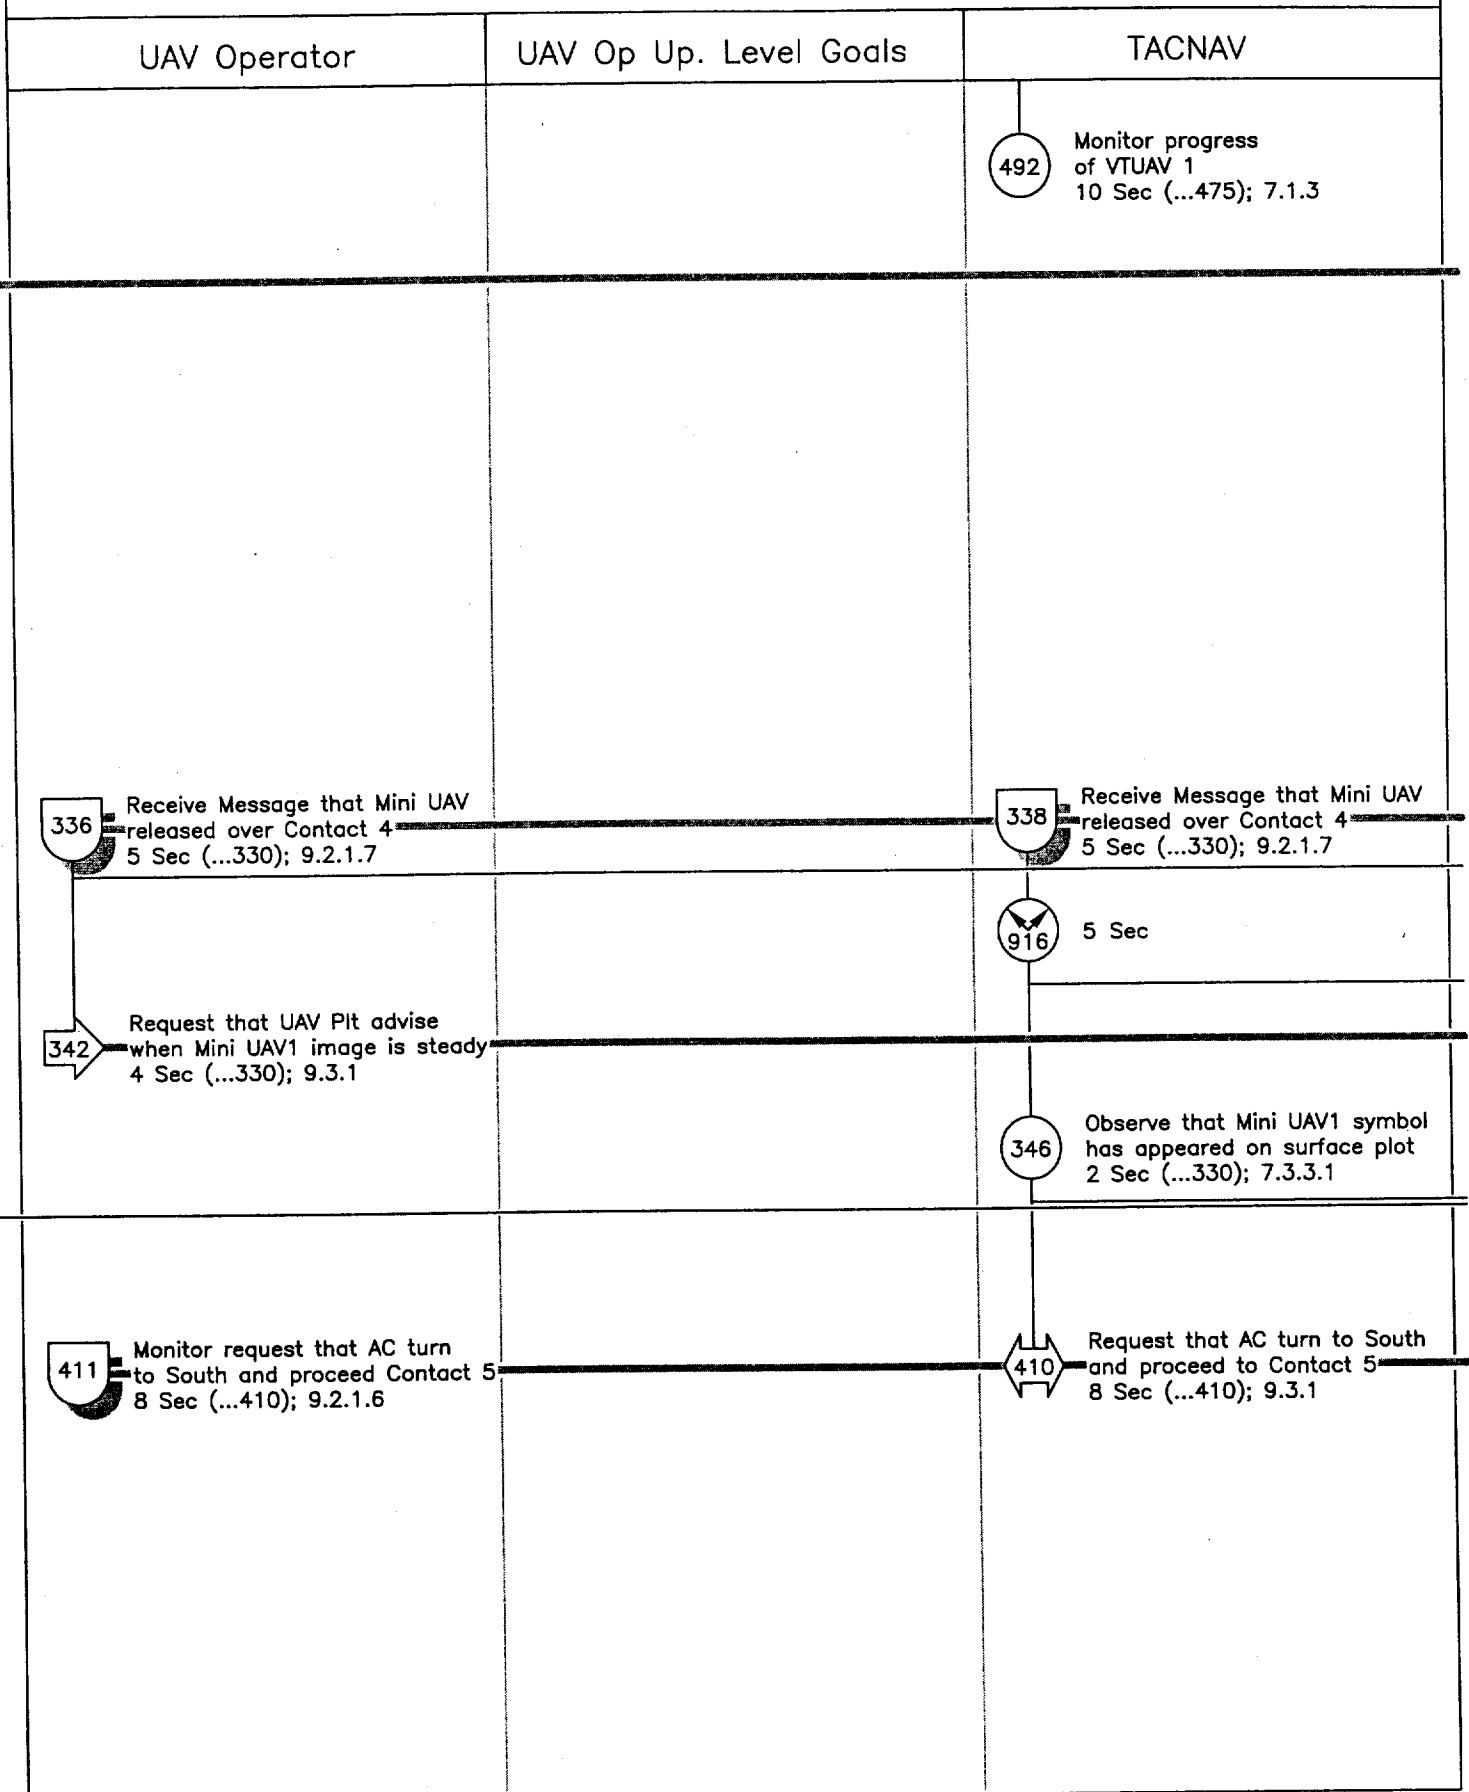 UAV Operator
UAV Op Up. Level Goals
TACNAV
492
Monitor progress
of VTUAV 1
10 Sec (...475); 7.1.3
336
Receive Message that Mini UAV
released over Contact 4
5 Sec (...330); 9.2.1.7
338
Receive Message that Mini UAV
released over Contact 4
5 Sec (...330); 9.2.1.7
916
5 Sec
342
Request that UAV Plt advise
when Mini UAV1 image is steady
4 Sec (...330); 9.3.1
346
Observe that Mini UAV1 symbol
has appeared on surface plot
2 Sec (...330); 7.3.3.1
411
Monitor request that AC turn
to South and proceed Contact 5
8 Sec (...410); 9.2.1.6
410
Request that AC turn to South
and proceed to Contact 5
8 Sec (...410); 9.3.1